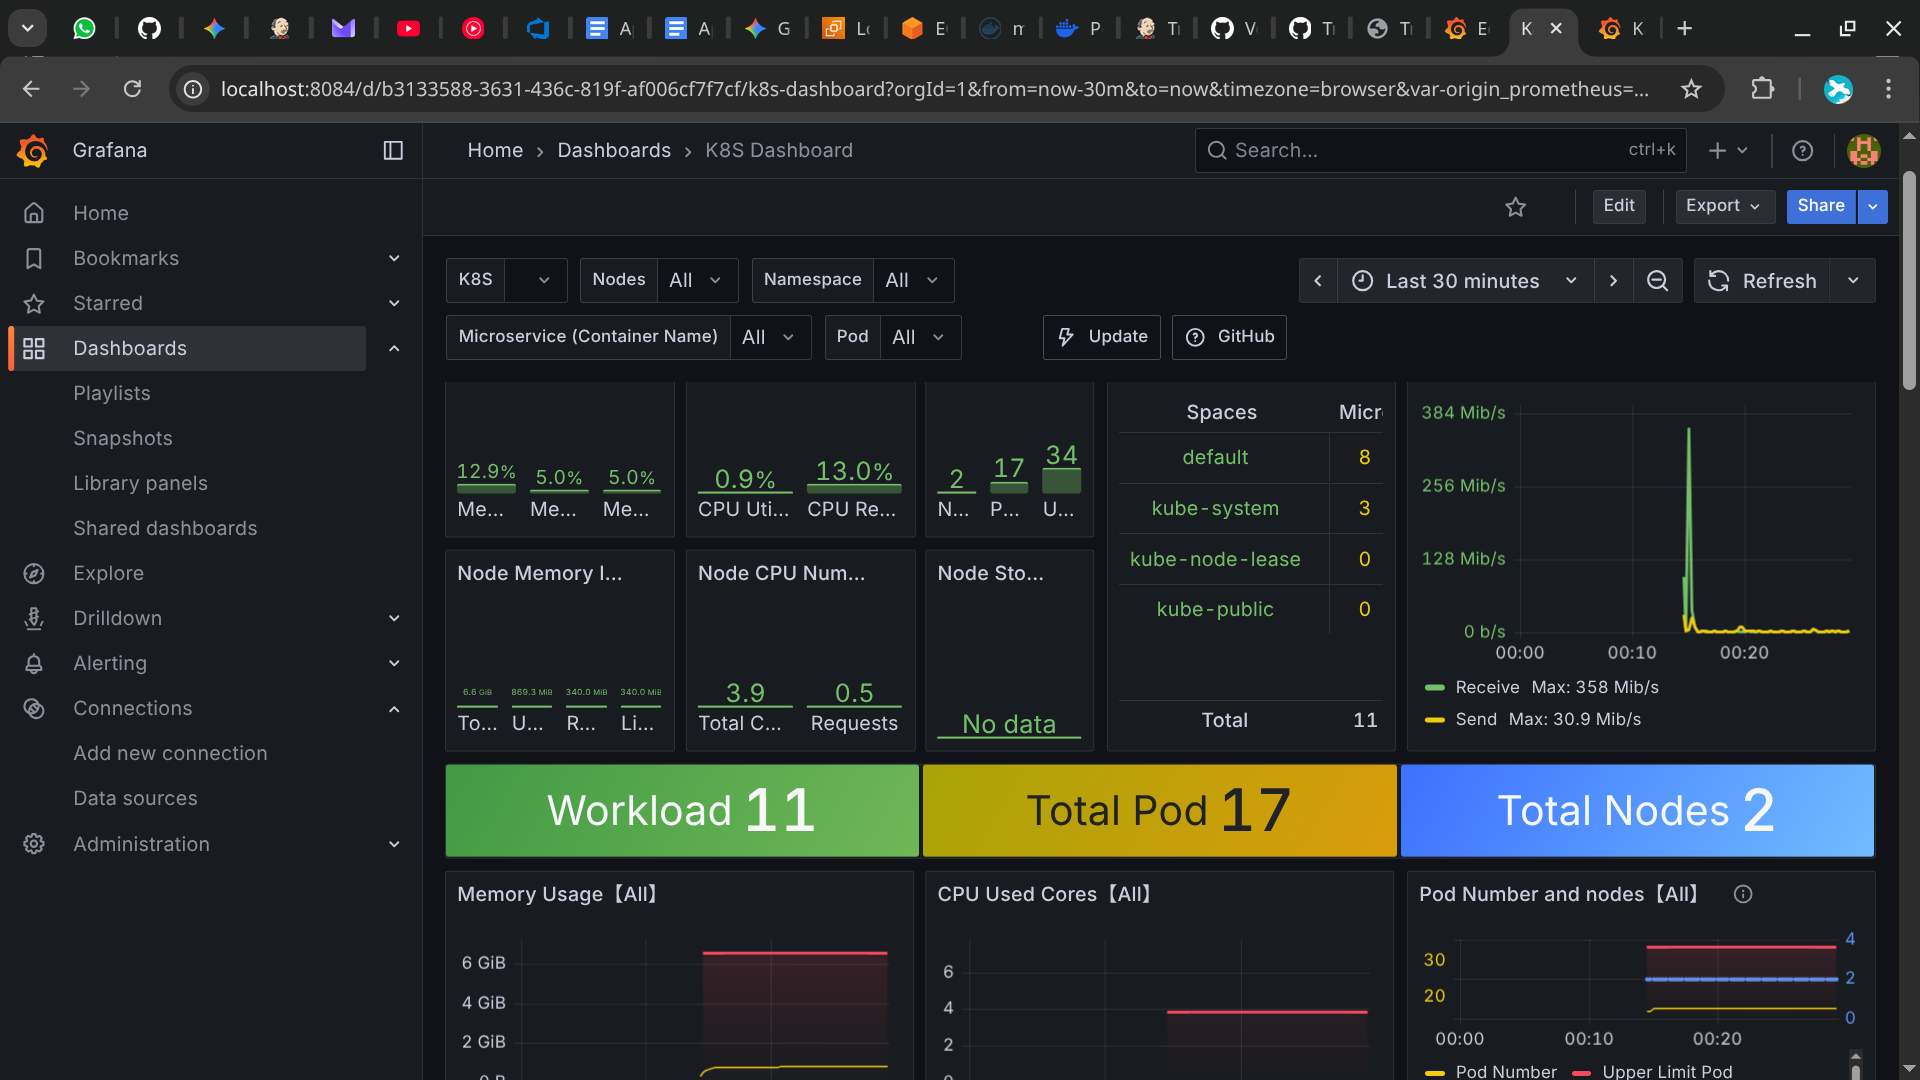 A
A
G
Lo
E
m
P
Tr
V
Tr
Tr
E
K
K
localhost:8084/d/b3133588-3631-436c-819f-af006cf7f7cf/k8s-dashboard?orgId=1&from=now-30m&to=now&timezone=browser&var-origin_prometheus=...
Grafana
Home › Dashboards › K8S Dashboard
Search...
ctrl+k
Edit
Export
Share
Home
Bookmarks
Starred
Dashboards
Playlists
Snapshots
Library panels
Shared dashboards
Explore
Drilldown
Alerting
Connections
Add new connection
Data sources
Administration
K8S
Nodes All
Namespace All
Last 30 minutes
Refresh
Microservice (Container Name) All
Pod All
Update
GitHub
12.9% 5.0% 5.0%
Me... Me... Me...
0.9% 13.0%
CPU Uti... CPU Re...
2 17 34
N... P... U...
Spaces Micr
default 8
kube-system 3
kube-node-lease 0
kube-public 0
Total 11
384 Mib/s
256 Mib/s
128 Mib/s
0 b/s
00:00 00:10 00:20
Receive Max: 358 Mib/s
Send Max: 30.9 Mib/s
Node Memory I...
6.6 GiB 869.3 MiB 340.0 MiB 340.0 MiB
To... U... R... Li...
Node CPU Num...
3.9 0.5
Total C... Requests
Node Sto...
No data
Workload 11
Total Pod 17
Total Nodes 2
Memory Usage【All】
6 GiB
4 GiB
2 GiB
0 B
CPU Used Cores【All】
6
4
2
0
Pod Number and nodes【All】
30
20
4
2
0
00:00 00:10 00:20
Pod Number Upper Limit Pod